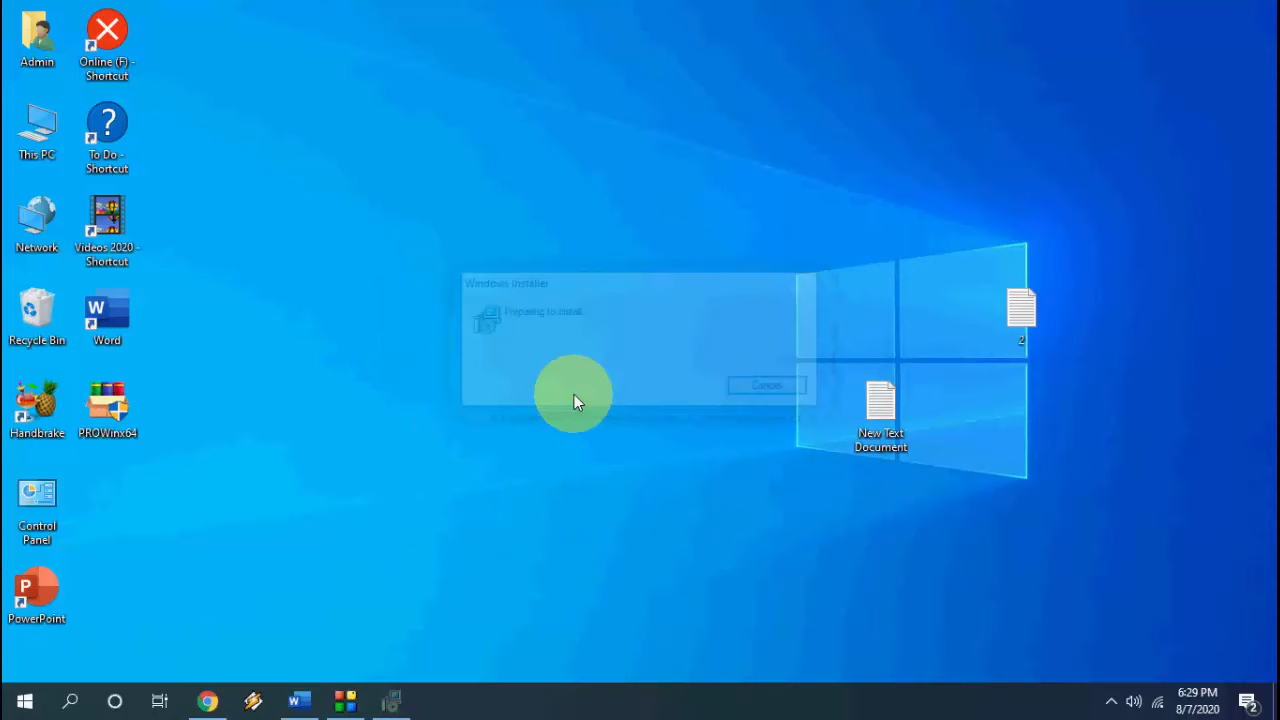 Admin
Online (F) -
Shortcut
This PC
To Do -
Shortcut
Network
Videos 2020 -
Shortcut
Recycle Bin
Word
Handbrake
PROWinx64
Control
Panel
PowerPoint
Windows Installer
Preparing to install...
Cancel
2
New Text
Document
6:29 PM
8/7/2020
2